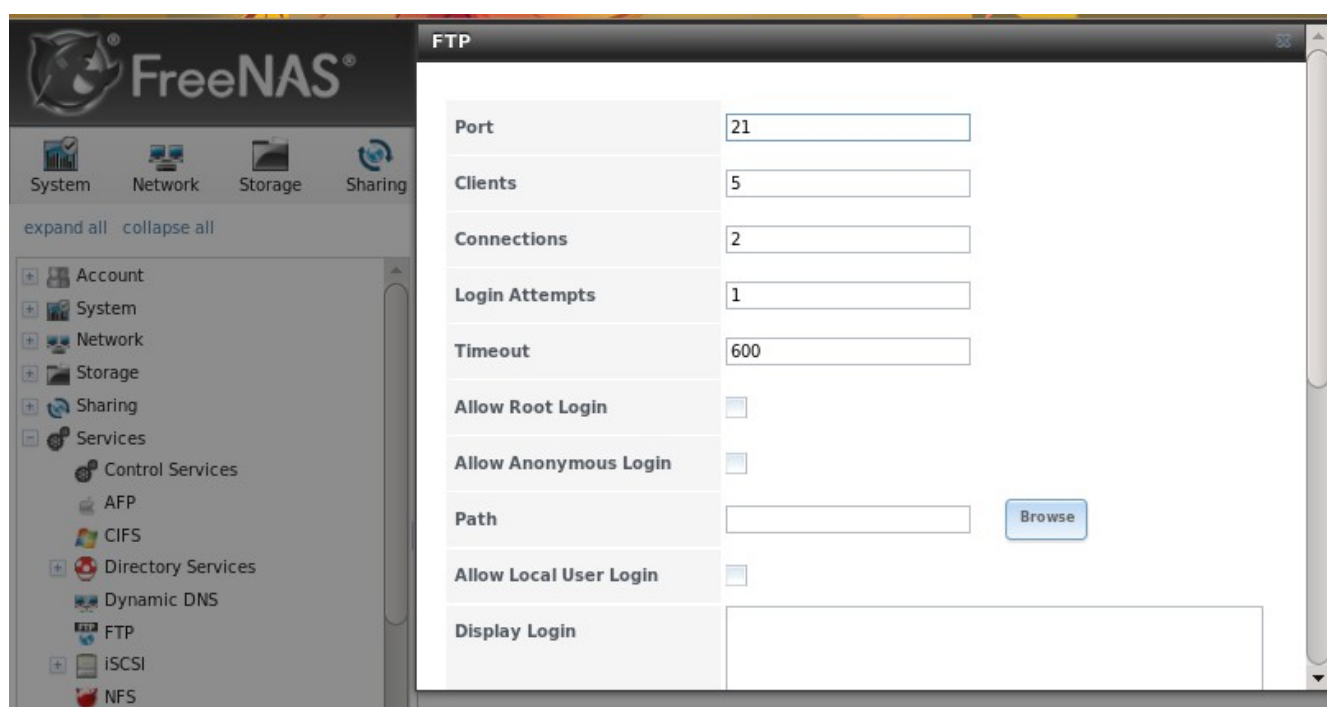 FreeNAS®
System Network Storage Sharing
expand all collapse all
Account
System
Network
Storage
Sharing
Services
Control Services
AFP
CIFS
Directory Services
Dynamic DNS
FTP
iSCSI
NFS
FTP
Port 21
Clients 5
Connections 2
Login Attempts 1
Timeout 600
Allow Root Login
Allow Anonymous Login
Path Browse
Allow Local User Login
Display Login